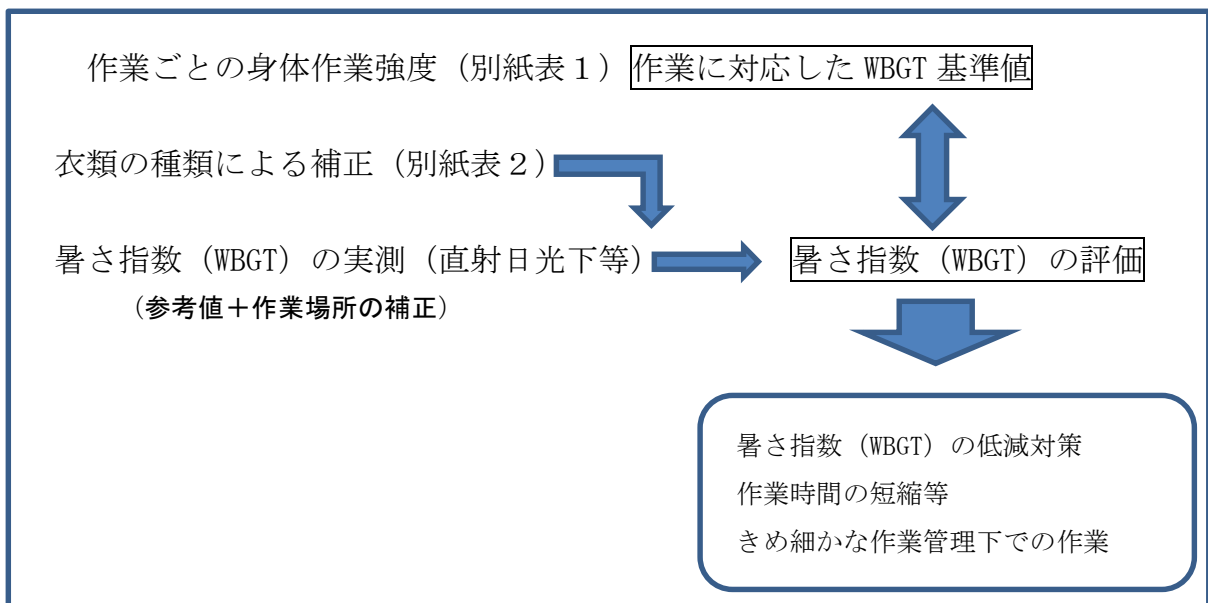 作業ごとの身体作業強度（別紙表１）作業に対応した WBGT 基準値
衣類の種類による補正（別紙表２）
暑さ指数（WBGT）の実測（直射日光下等）
暑さ指数（WBGT）の評価
（参考値＋作業場所の補正）
暑さ指数（WBGT）の低減対策
作業時間の短縮等
きめ細かな作業管理下での作業